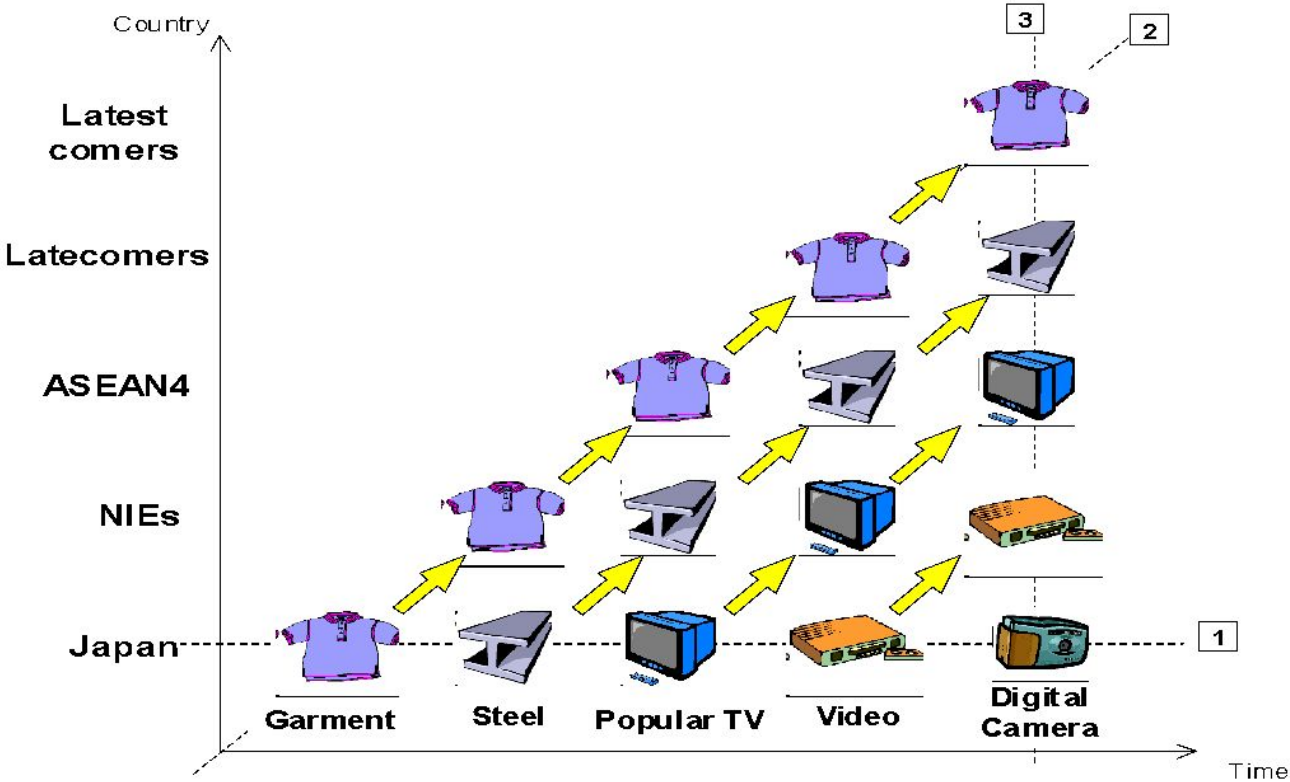 Country
3
2
Latest
comers
Latecomers
ASEAN4
NIEs
Japan
1
Garment
Steel
Popular TV
Video
Digital
Camera
Time